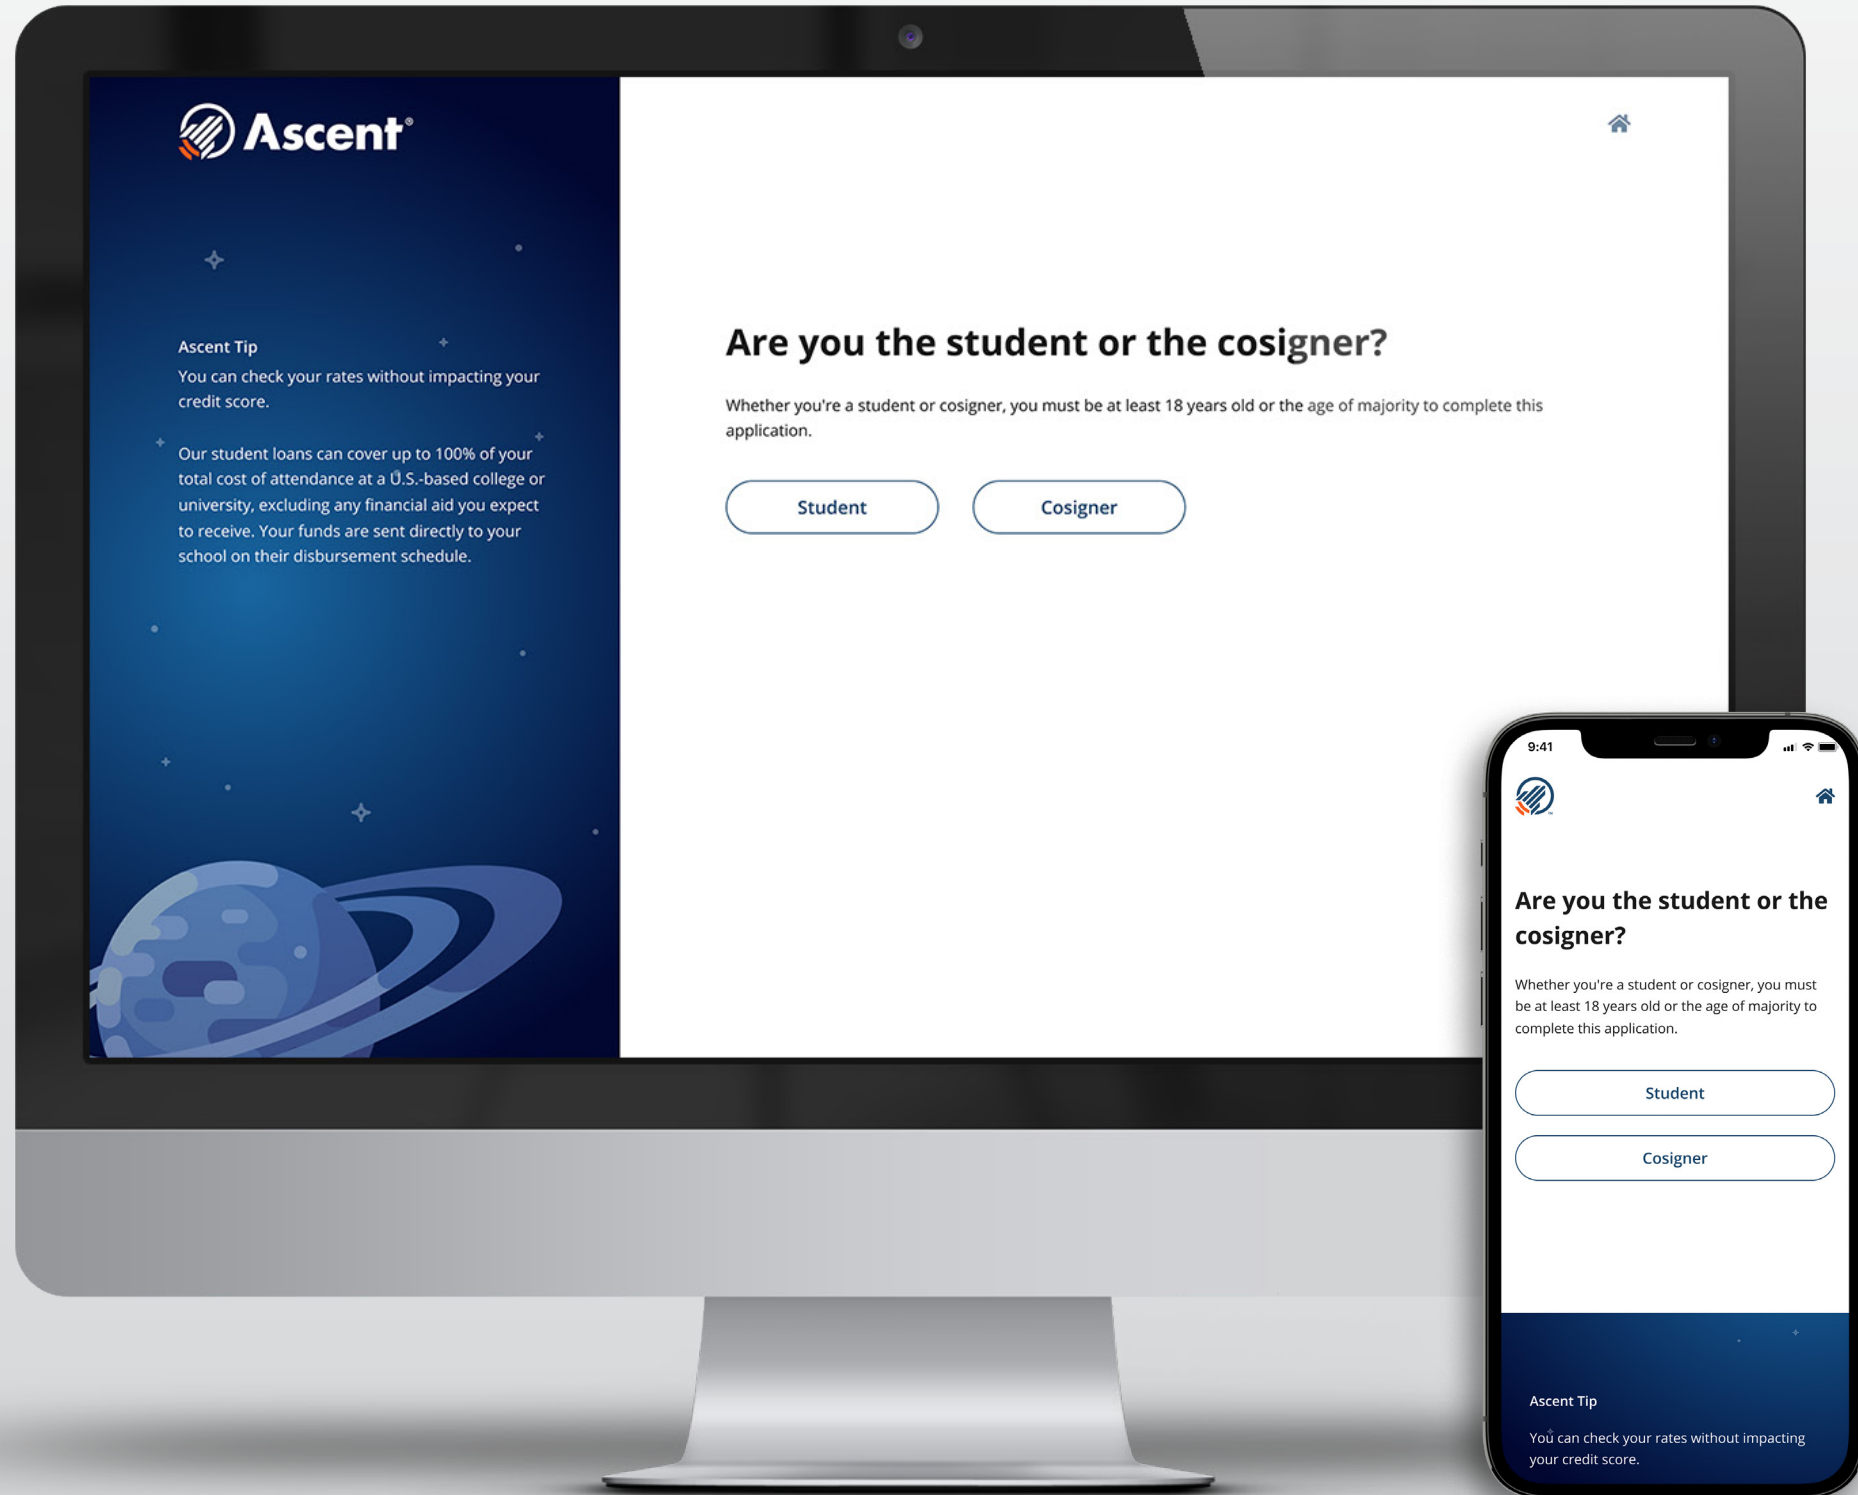 Ascent®
Ascent Tip
You can check your rates without impacting your
credit score.
Our student loans can cover up to 100% of your
total cost of attendance at a U.S.-based college or
university, excluding any financial aid you expect
to receive. Your funds are sent directly to your
school on their disbursement schedule.
Are you the student or the cosigner?
Whether you're a student or cosigner, you must be at least 18 years old or the age of majority to complete this
application.
Student
Cosigner
9:41
Are you the student or the
cosigner?
Whether you're a student or cosigner, you must
be at least 18 years old or the age of majority to
complete this application.
Student
Cosigner
Ascent Tip
You can check your rates without impacting
your credit score.